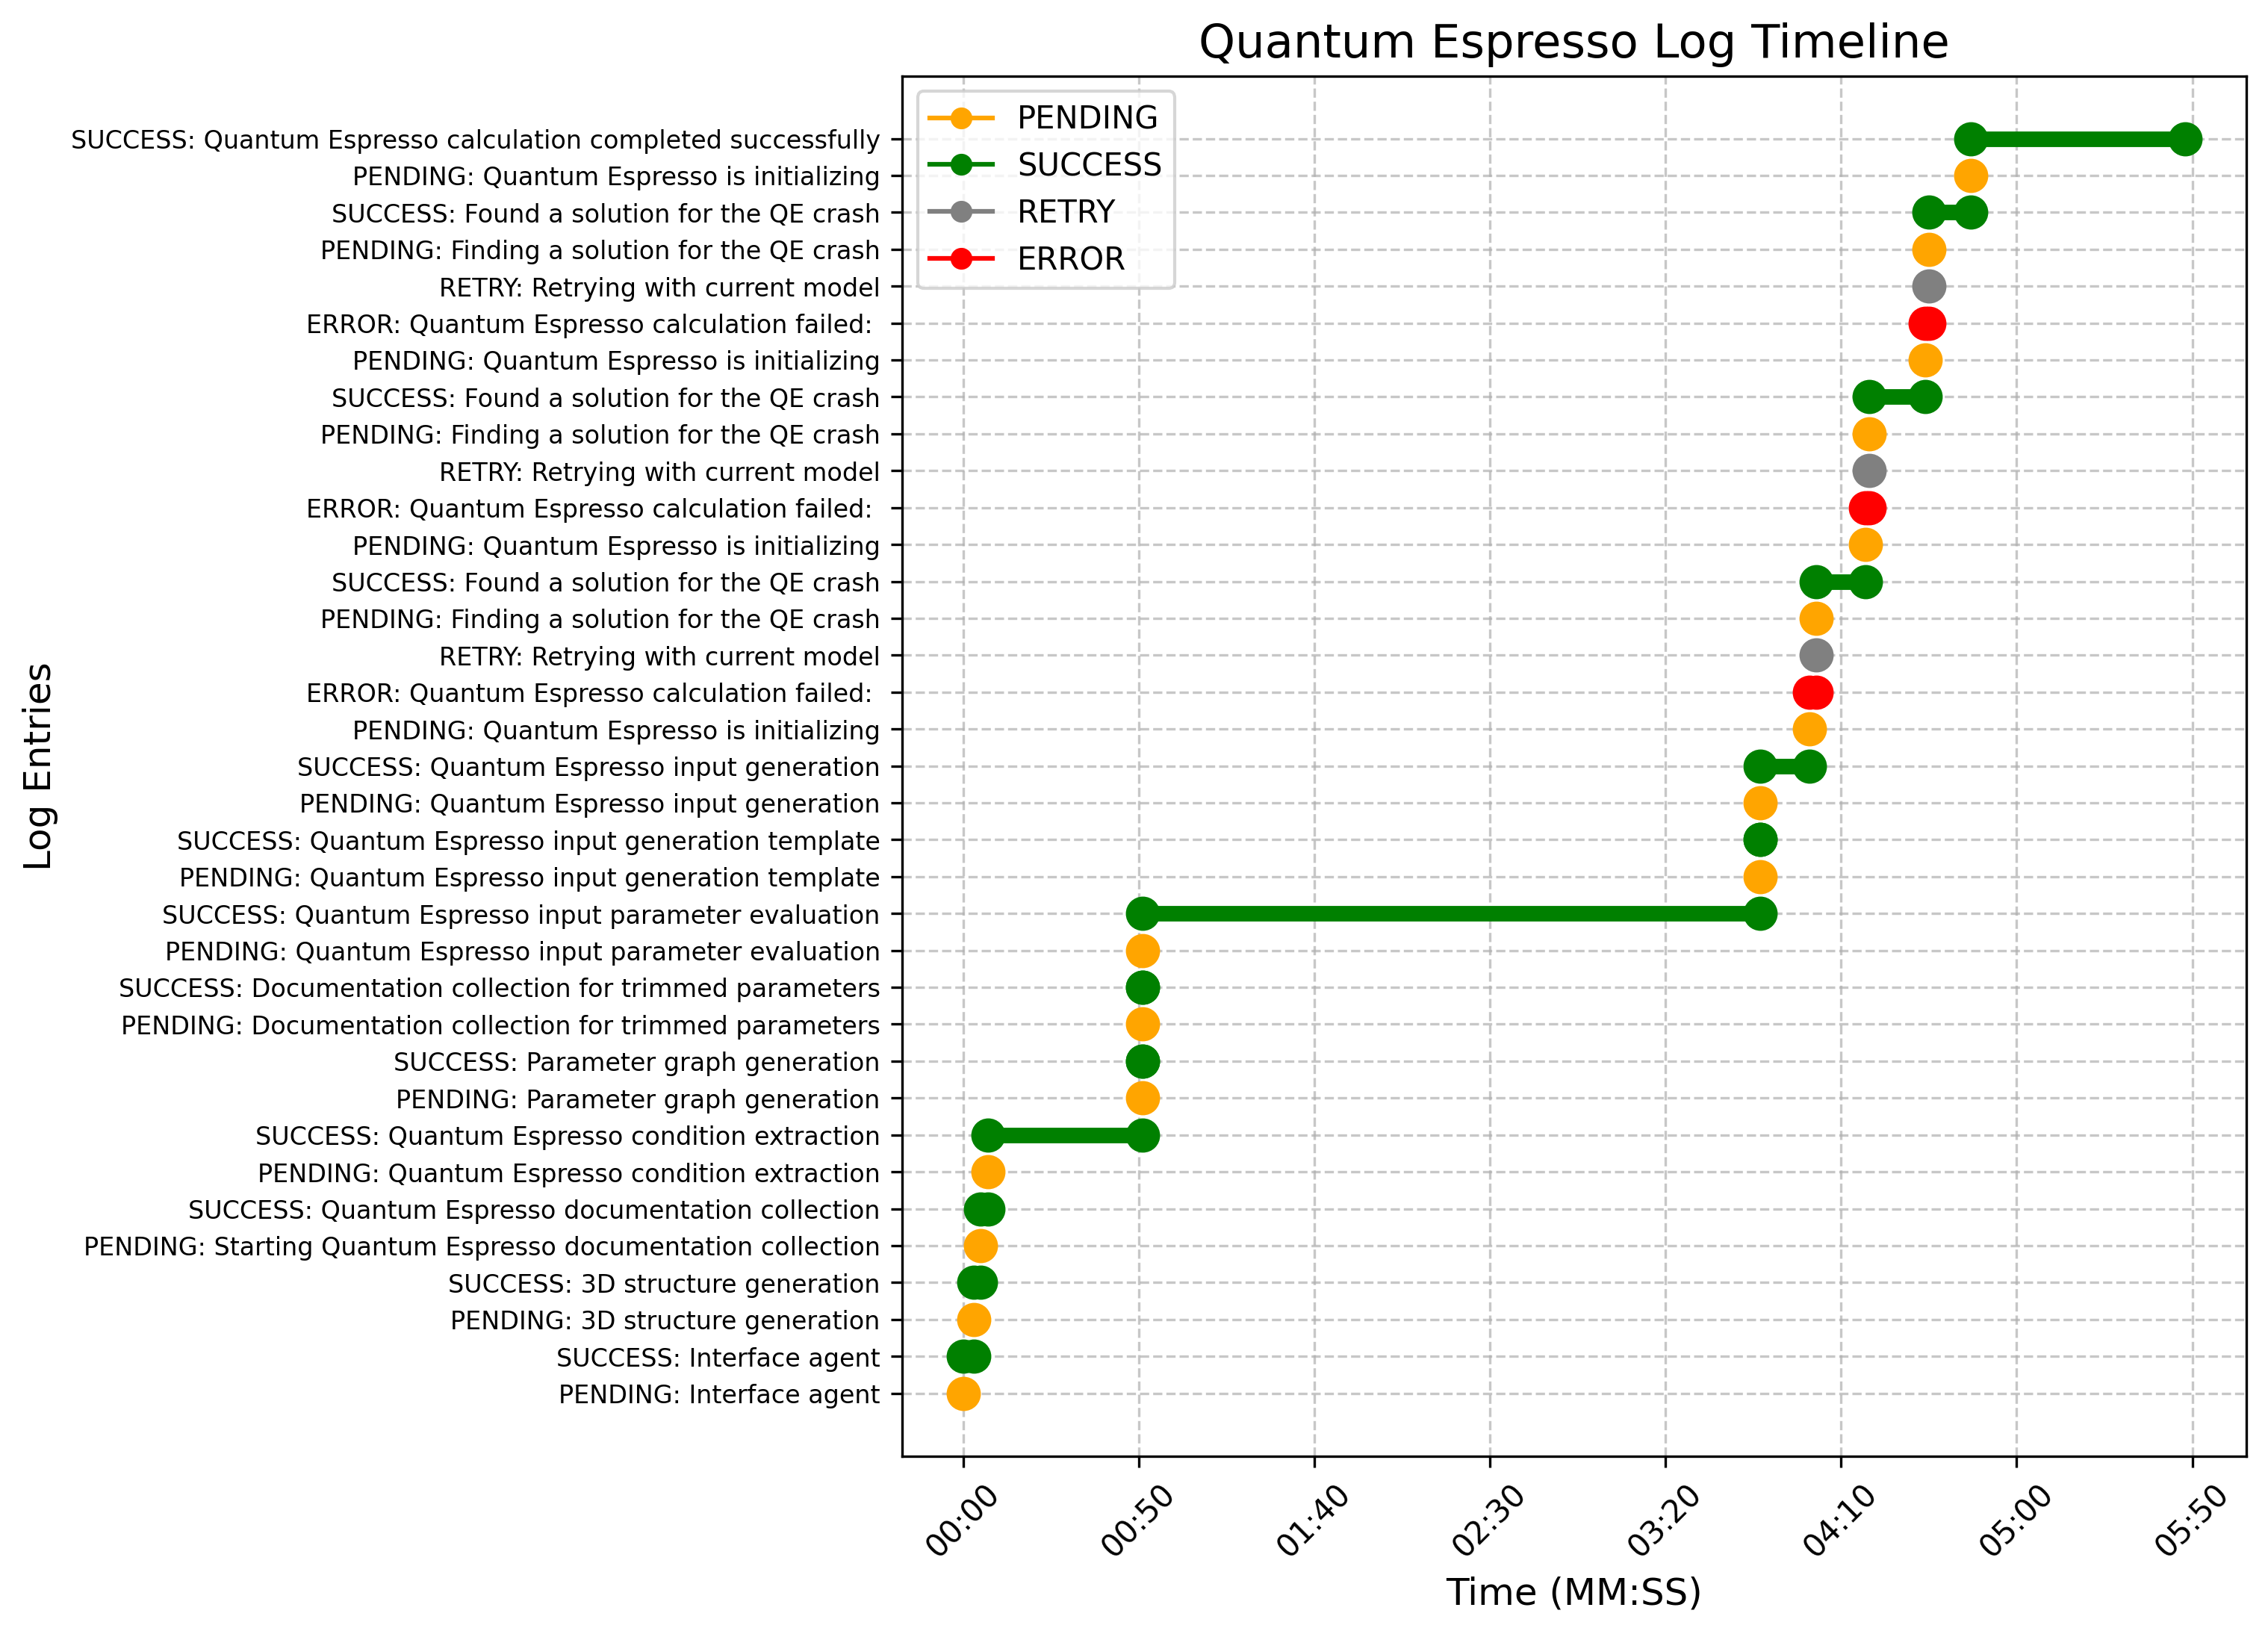 Quantum Espresso Log Timeline
PENDING
SUCCESS
RETRY
ERROR
SUCCESS: Quantum Espresso calculation completed successfully
PENDING: Quantum Espresso is initializing
SUCCESS: Found a solution for the QE crash
PENDING: Finding a solution for the QE crash
RETRY: Retrying with current model
ERROR: Quantum Espresso calculation failed:
PENDING: Quantum Espresso is initializing
SUCCESS: Found a solution for the QE crash
PENDING: Finding a solution for the QE crash
RETRY: Retrying with current model
ERROR: Quantum Espresso calculation failed:
PENDING: Quantum Espresso is initializing
SUCCESS: Found a solution for the QE crash
PENDING: Finding a solution for the QE crash
RETRY: Retrying with current model
ERROR: Quantum Espresso calculation failed:
PENDING: Quantum Espresso is initializing
SUCCESS: Quantum Espresso input generation
PENDING: Quantum Espresso input generation
SUCCESS: Quantum Espresso input generation template
PENDING: Quantum Espresso input generation template
SUCCESS: Quantum Espresso input parameter evaluation
PENDING: Quantum Espresso input parameter evaluation
SUCCESS: Documentation collection for trimmed parameters
PENDING: Documentation collection for trimmed parameters
SUCCESS: Parameter graph generation
PENDING: Parameter graph generation
SUCCESS: Quantum Espresso condition extraction
PENDING: Quantum Espresso condition extraction
SUCCESS: Quantum Espresso documentation collection
PENDING: Starting Quantum Espresso documentation collection
SUCCESS: 3D structure generation
PENDING: 3D structure generation
SUCCESS: Interface agent
PENDING: Interface agent
Log Entries
00:00
00:50
01:40
02:30
03:20
04:10
05:00
05:50
Time (MM:SS)